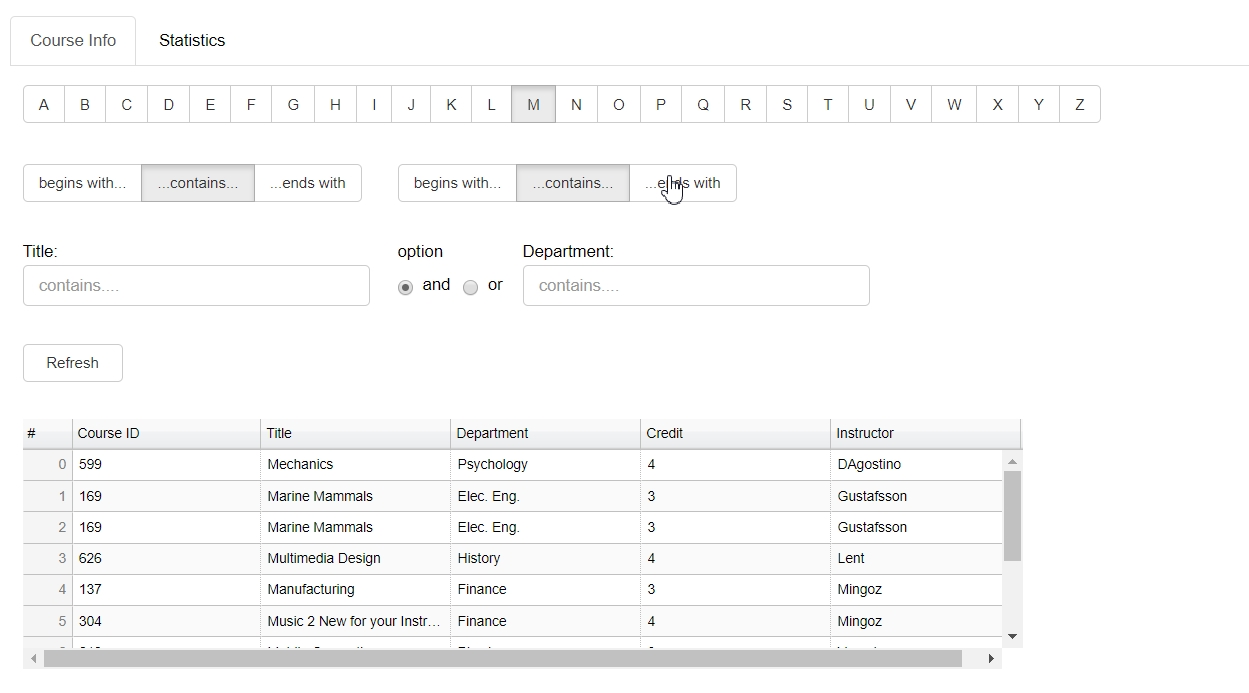 Course Info Statistics
A B C D E F G H I J K L M N O P Q R S T U V W X Y Z
begins with... ...contains... ...ends with begins with... ...contains... ...ends with
Title: option Department:
contains.... and or contains....
Refresh
# Course ID Title Department Credit Instructor
0 599 Mechanics Psychology 4 DAgostino
1 169 Marine Mammals Elec. Eng. 3 Gustafsson
2 169 Marine Mammals Elec. Eng. 3 Gustafsson
3 626 Multimedia Design History 4 Lent
4 137 Manufacturing Finance 3 Mingoz
5 304 Music 2 New for your Instr... Finance 4 Mingoz